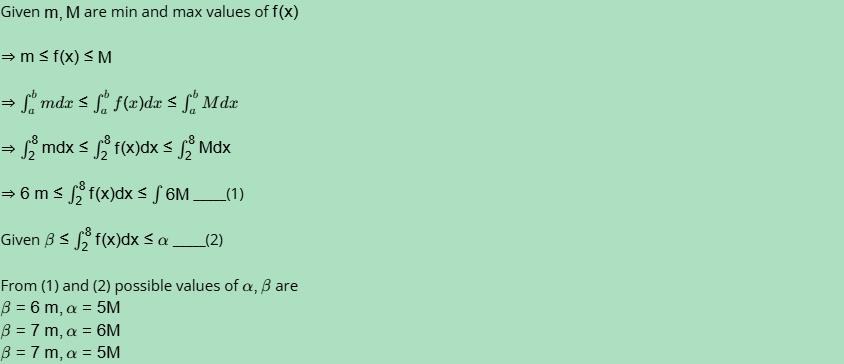 Given m, M are min and max values of f(x)
⇒ m ≤ f(x) ≤ M
⇒ ∫ₐᵇ mdx ≤ ∫ₐᵇ f(x)dx ≤ ∫ₐᵇ Mdx
⇒ ∫₂⁸ mdx ≤ ∫₂⁸ f(x)dx ≤ ∫₂⁸ Mdx
⇒ 6 m ≤ ∫₂⁸ f(x)dx ≤ ∫ 6M ____(1)
Given β ≤ ∫₂⁸ f(x)dx ≤ α ____(2)
From (1) and (2) possible values of α, β are
β = 6 m, α = 5M
β = 7 m, α = 6M
β = 7 m, α = 5M